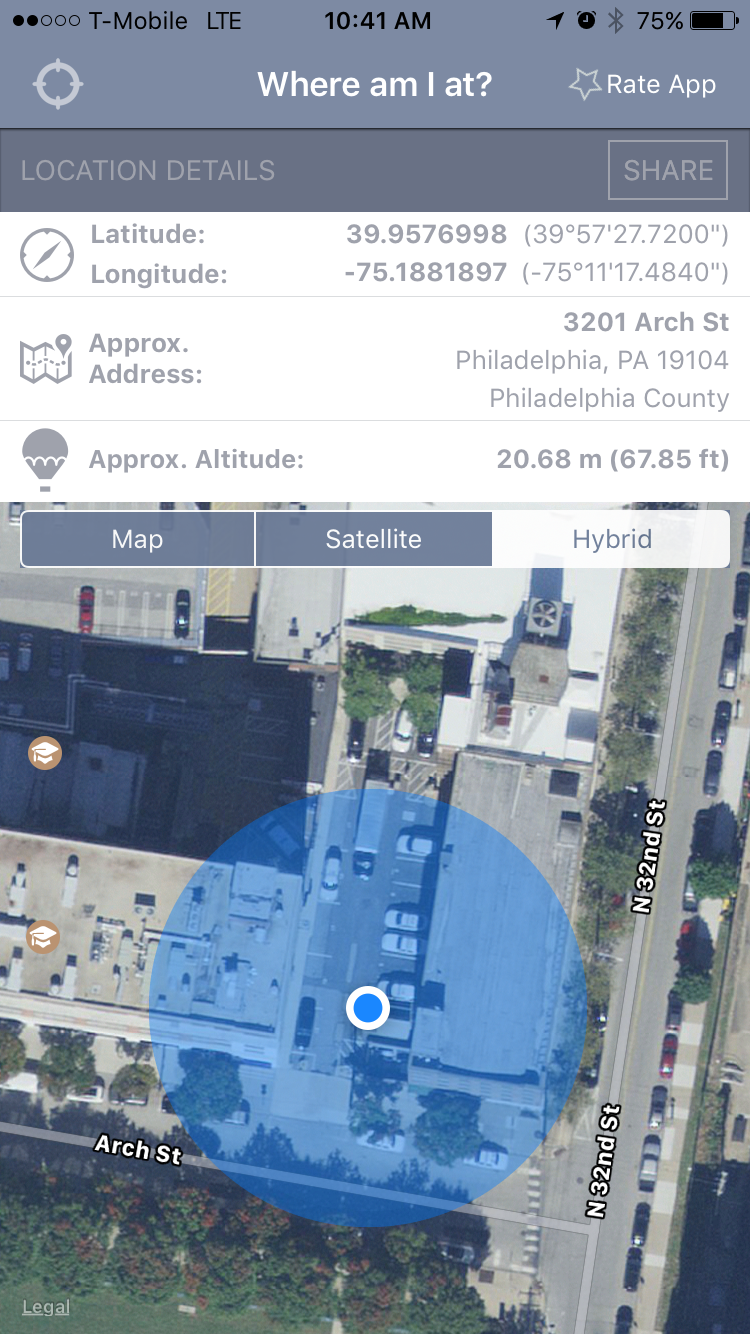 T-Mobile LTE 10:41 AM 75%
Where am I at? Rate App
LOCATION DETAILS SHARE
Latitude: 39.9576998 (39°57'27.7200")
Longitude: -75.1881897 (-75°11'17.4840")
Approx. Address: 3201 Arch St
Philadelphia, PA 19104
Philadelphia County
Approx. Altitude: 20.68 m (67.85 ft)
Map Satellite Hybrid
N 32nd St
Arch St
N 32nd St
Legal